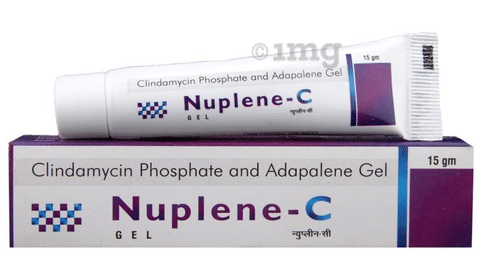 ©1mg
Clindamycin Phosphate and Adapalene Gel
15 gm
Nuplene-C
GEL
न्युप्लीन-सी
Clindamycin Phosphate and Adapalene Gel
15 gm
Nuplene-C
GEL
न्युप्लीन-सी